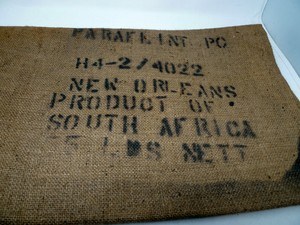 H4-2/4022
NEW ORLEANS
PRODUCT OF
SOUTH AFRICA
LBS NETT